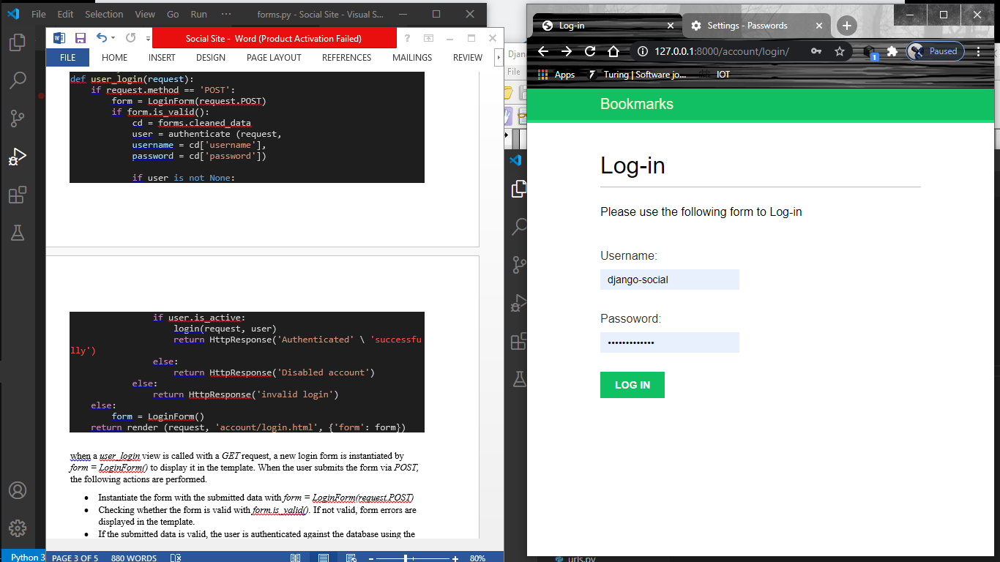 File Edit Selection View Go Run ··· forms.py - Social Site - Visual S...
Social Site - Word (Product Activation Failed)
FILE HOME INSERT DESIGN PAGE LAYOUT REFERENCES MAILINGS REVIEW
def user_login(request):
if request.method == 'POST':
form = LoginForm(request.POST)
if form.is_valid():
cd = forms.cleaned_data
user = authenticate (request,
username = cd['username'],
password = cd['password'])
if user is not None:
if user.is_active:
login(request, user)
return HttpResponse('Authenticated' \ 'successfu
lly')
else:
return HttpResponse('Disabled account')
else:
return HttpResponse('invalid login')
else:
form = LoginForm()
return render (request, 'account/login.html', {'form': form})
when a user_login view is called with a GET request, a new login form is instantiated by
form = LoginForm() to display it in the template. When the user submits the form via POST,
the following actions are performed.
• Instantiate the form with the submitted data with form = LoginForm(request.POST)
• Checking whether the form is valid with form.is_valid(). If not valid, form errors are
displayed in the template.
• If the submitted data is valid, the user is authenticated against the database using the
Python 3
PAGE 3 OF 5 880 WORDS 80%
Djan
File
Log-in
Settings - Passwords
127.0.0.1:8000/account/login/
1
Paused
Apps Turing | Software jo... IOT
Bookmarks
Log-in
Please use the following form to Log-in
Username:
django-social
Passoword:
•••••••••••••
LOG IN
urls.py